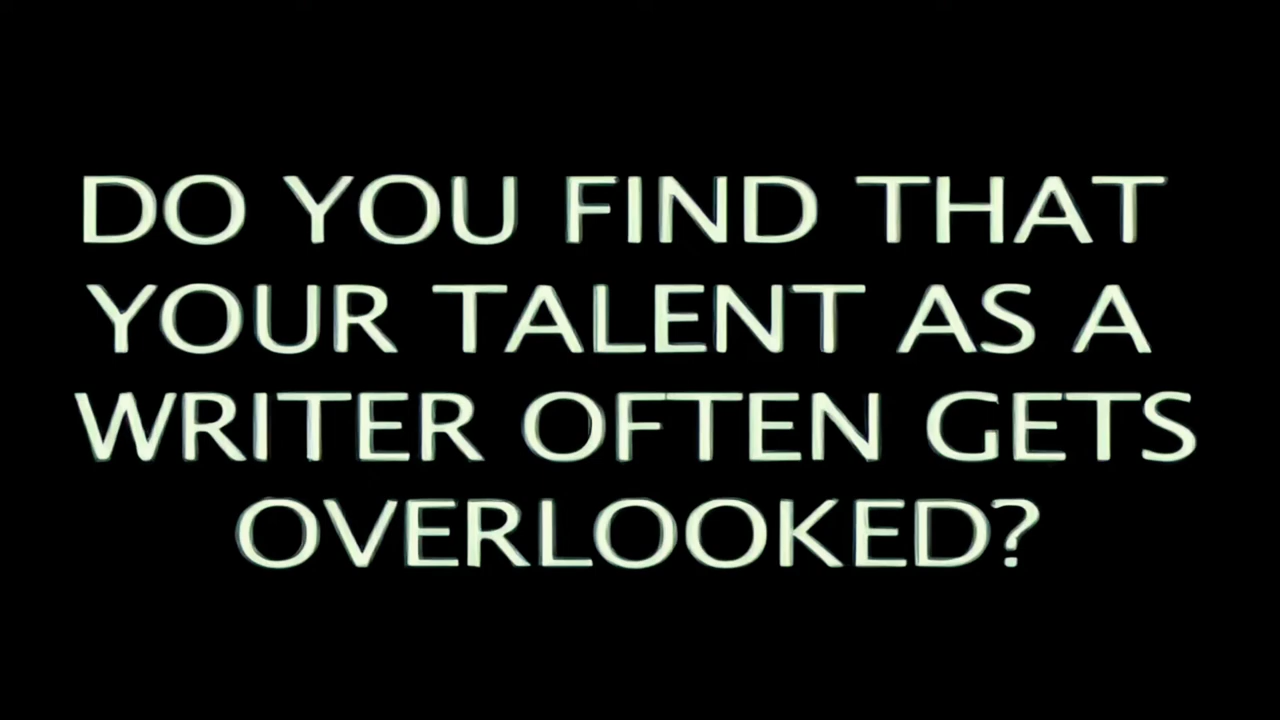 DO YOU FIND THAT
YOUR TALENT AS A
WRITER OFTEN GETS
OVERLOOKED?